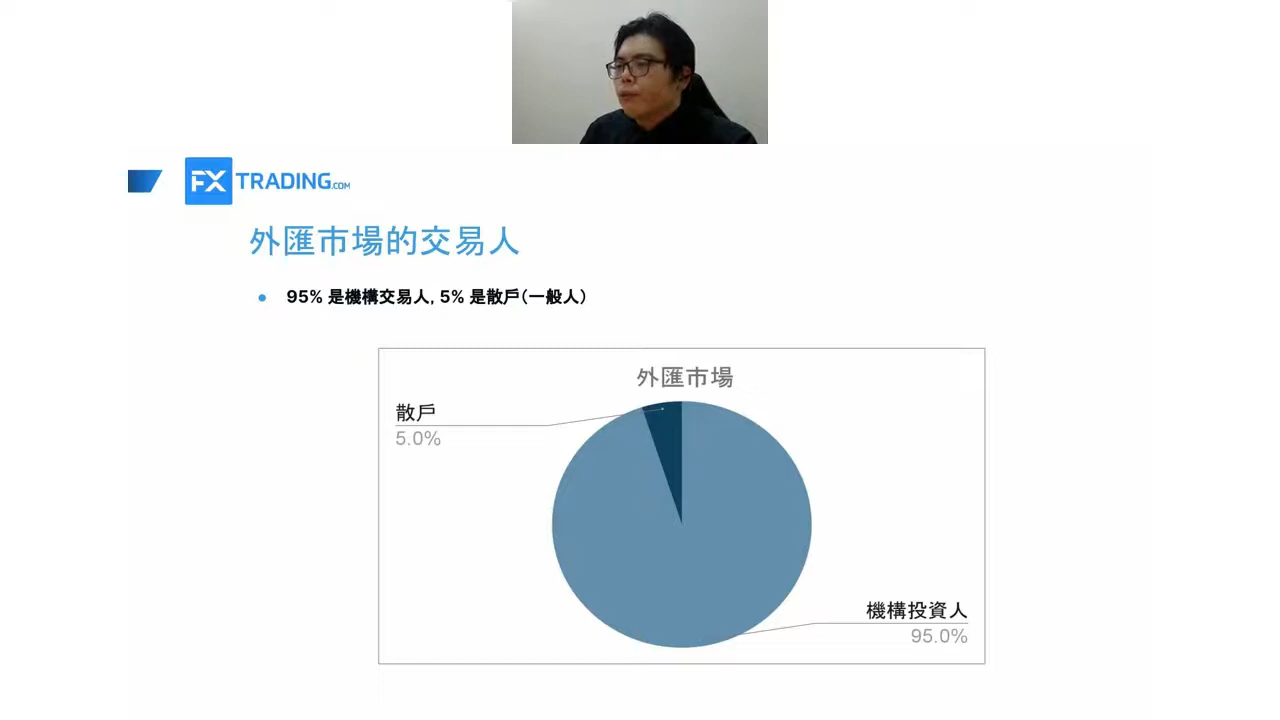 FX TRADING.COM
外匯市場的交易人
95% 是機構交易人, 5% 是散戶(一般人)
外匯市場
散戶
5.0%
機構投資人
95.0%